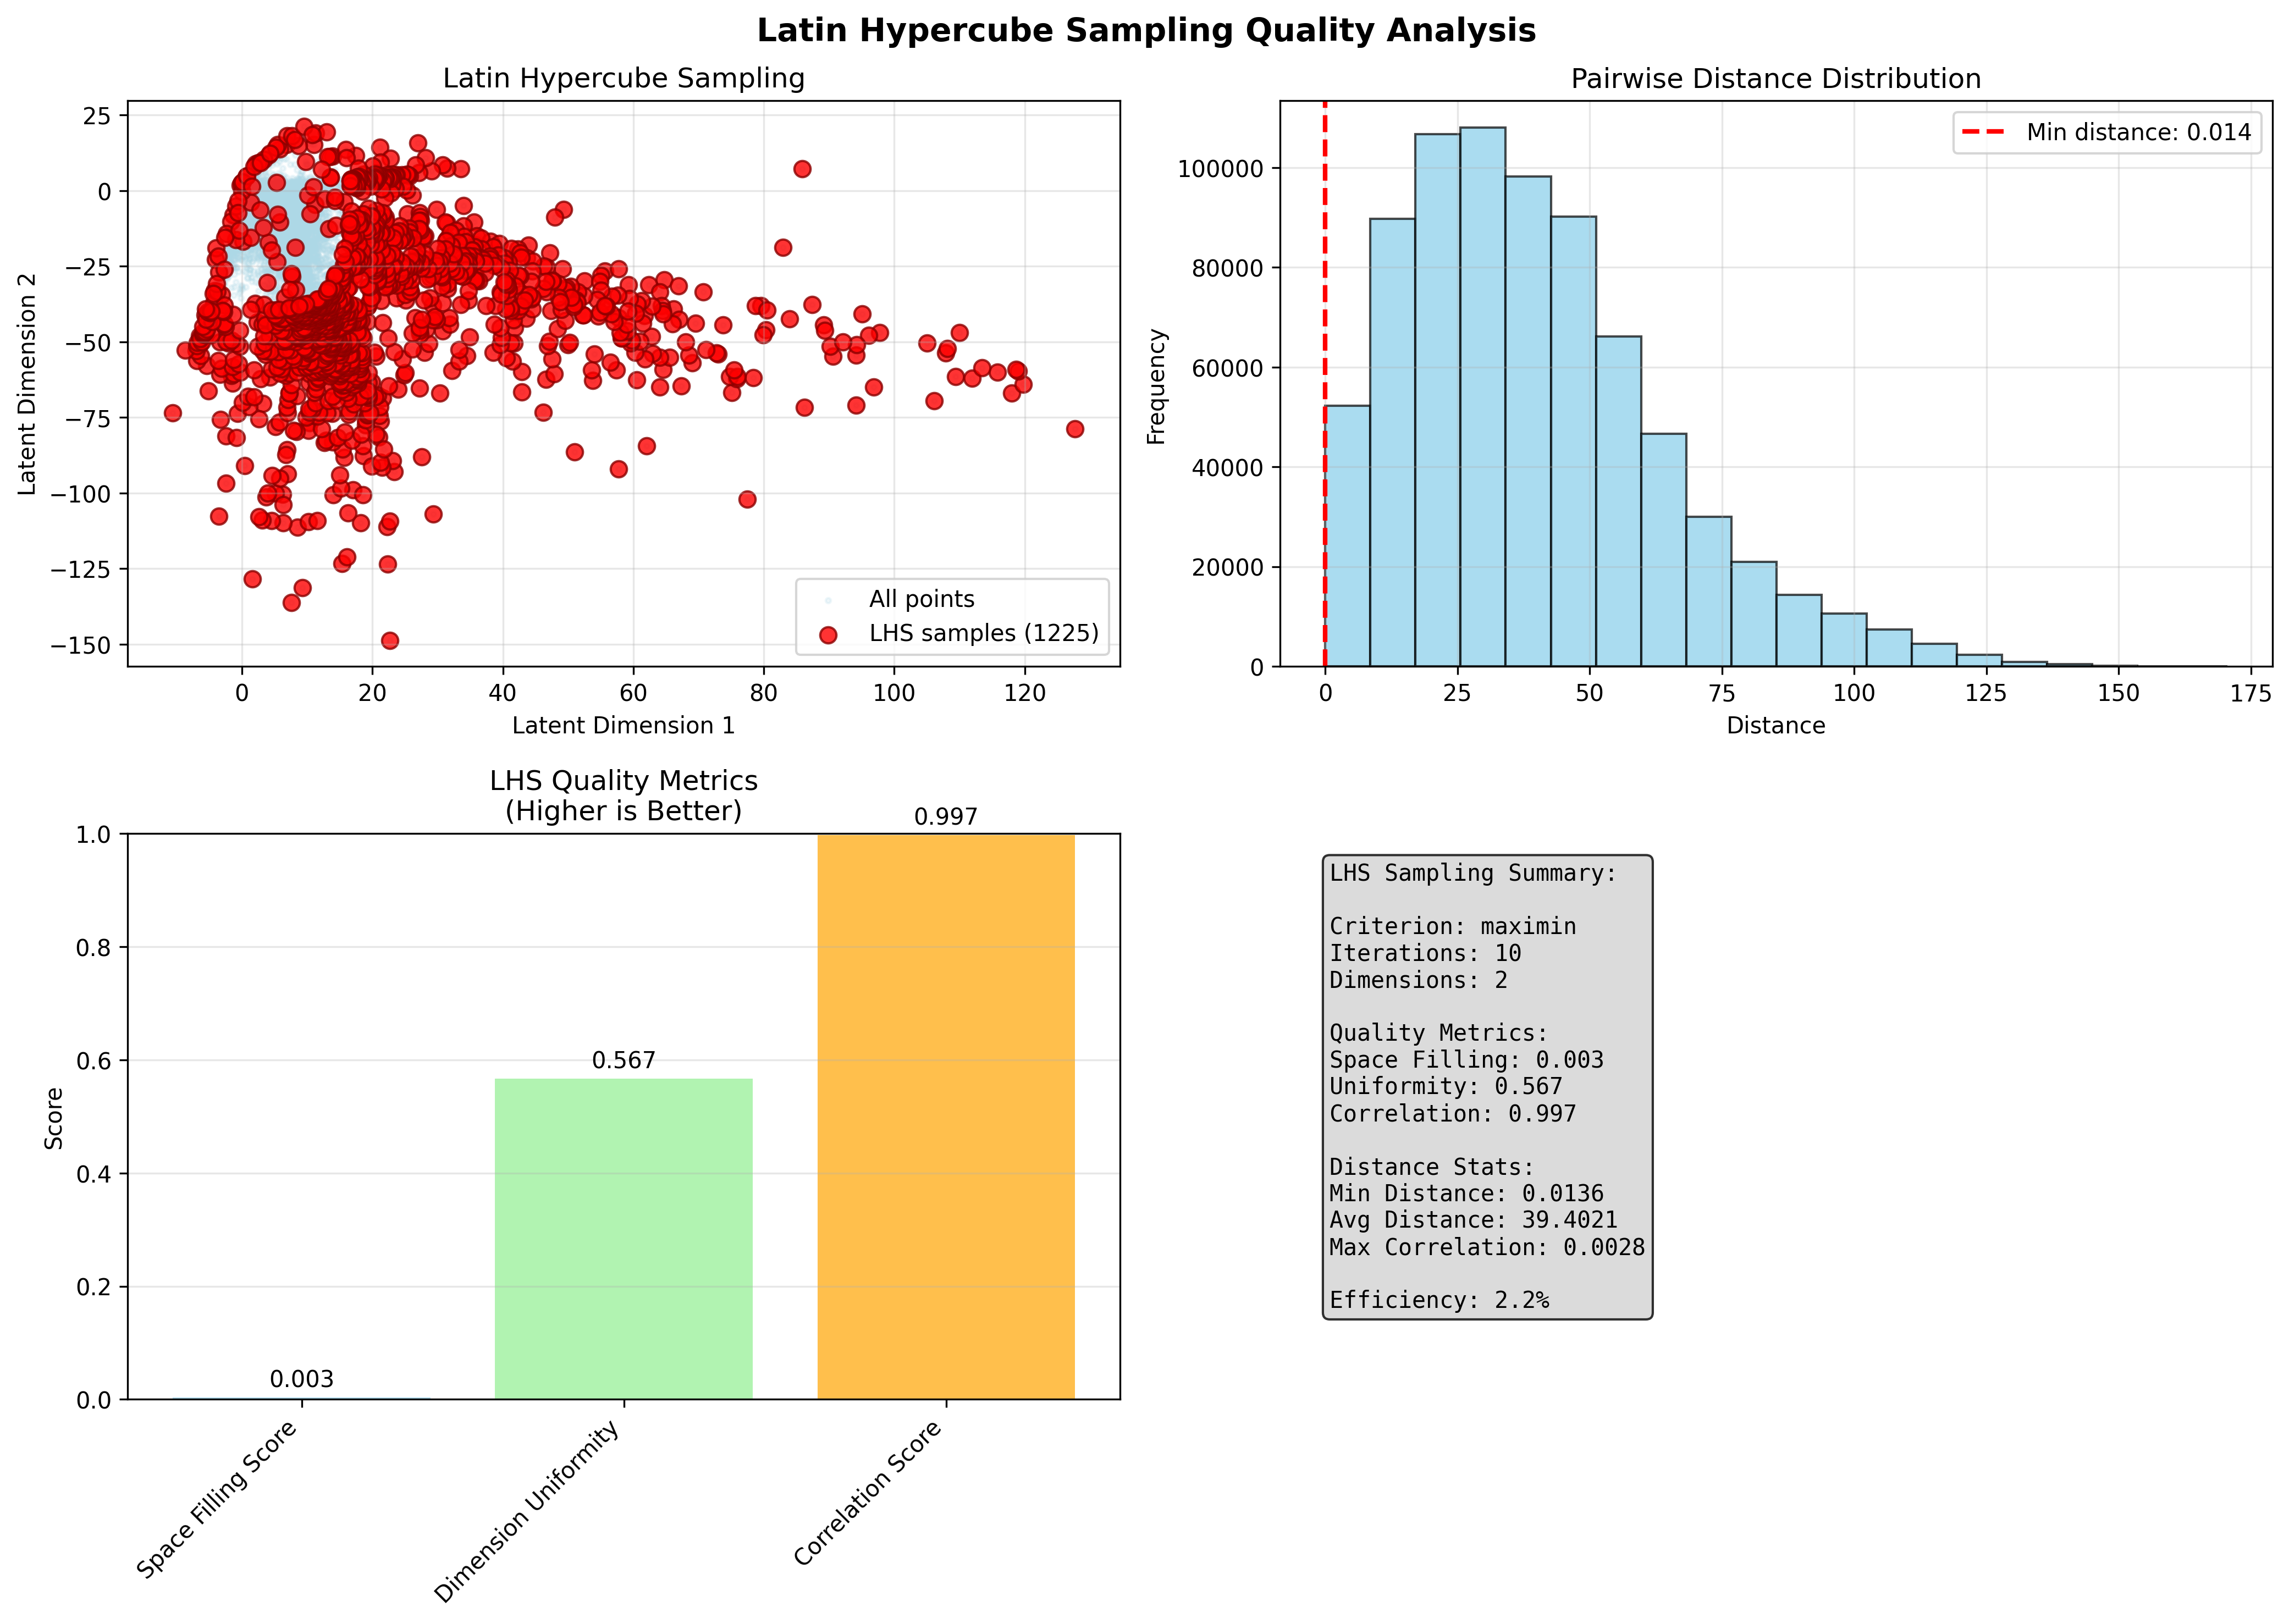 Latin Hypercube Sampling Quality Analysis
Latin Hypercube Sampling
25
0
−25
−50
−75
−100
−125
−150
Latent Dimension 2
0 20 40 60 80 100 120
Latent Dimension 1
All points
LHS samples (1225)
Pairwise Distance Distribution
100000
80000
60000
40000
20000
0
Frequency
0 25 50 75 100 125 150 175
Distance
Min distance: 0.014
LHS Quality Metrics
(Higher is Better)
1.0
0.8
0.6
0.4
0.2
0.0
Score
0.003
0.567
0.997
Space Filling Score
Dimension Uniformity
Correlation Score
LHS Sampling Summary:
Criterion: maximin
Iterations: 10
Dimensions: 2
Quality Metrics:
Space Filling: 0.003
Uniformity: 0.567
Correlation: 0.997
Distance Stats:
Min Distance: 0.0136
Avg Distance: 39.4021
Max Correlation: 0.0028
Efficiency: 2.2%